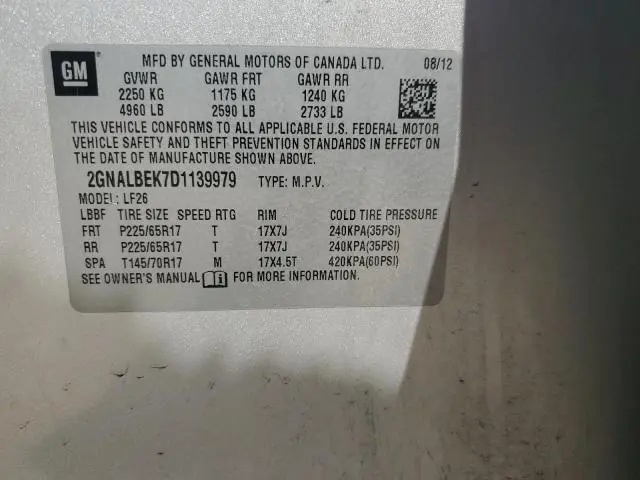 GM
MFD BY GENERAL MOTORS OF CANADA LTD. 08/12
GVWR GAWR FRT GAWR RR
2250 KG 1175 KG 1240 KG
4960 LB 2590 LB 2733 LB
THIS VEHICLE CONFORMS TO ALL APPLICABLE U.S. FEDERAL MOTOR
VEHICLE SAFETY AND THEFT PREVENTION STANDARDS IN EFFECT ON
THE DATE OF MANUFACTURE SHOWN ABOVE.
2GNALBEK7D1139979 TYPE: M.P.V.
MODEL: LF26
LBBF TIRE SIZE SPEED RTG RIM COLD TIRE PRESSURE
FRT P225/65R17 T 17X7J 240KPA(35PSI)
RR P225/65R17 T 17X7J 240KPA(35PSI)
SPA T145/70R17 M 17X4.5T 420KPA(60PSI)
SEE OWNER'S MANUAL FOR MORE INFORMATION.